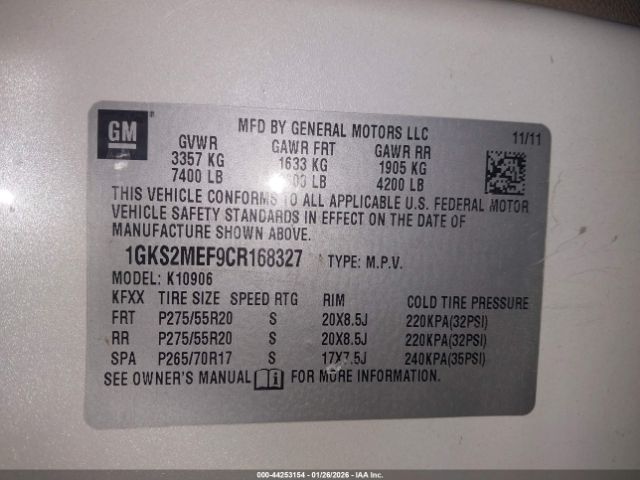 GM ®
MFD BY GENERAL MOTORS LLC 11/11
GVWR GAWR FRT GAWR RR
3357 KG 1633 KG 1905 KG
7400 LB LB 4200 LB
THIS VEHICLE CONFORMS TO ALL APPLICABLE U.S. FEDERAL MOTOR
VEHICLE SAFETY STANDARDS IN EFFECT ON THE DATE OF
MANUFACTURE SHOWN ABOVE.
1GKS2MEF9CR168327 TYPE: M.P.V.
MODEL: K10906
KFXX TIRE SIZE SPEED RTG RIM COLD TIRE PRESSURE
FRT P275/55R20 S 20X8.5J 220KPA(32PSI)
RR P275/55R20 S 20X8.5J 220KPA(32PSI)
SPA P265/70R17 S 17X7.5J 240KPA(35PSI)
SEE OWNER'S MANUAL FOR MORE INFORMATION.
000-44253154 | 01/26/2026 - IAA Inc.